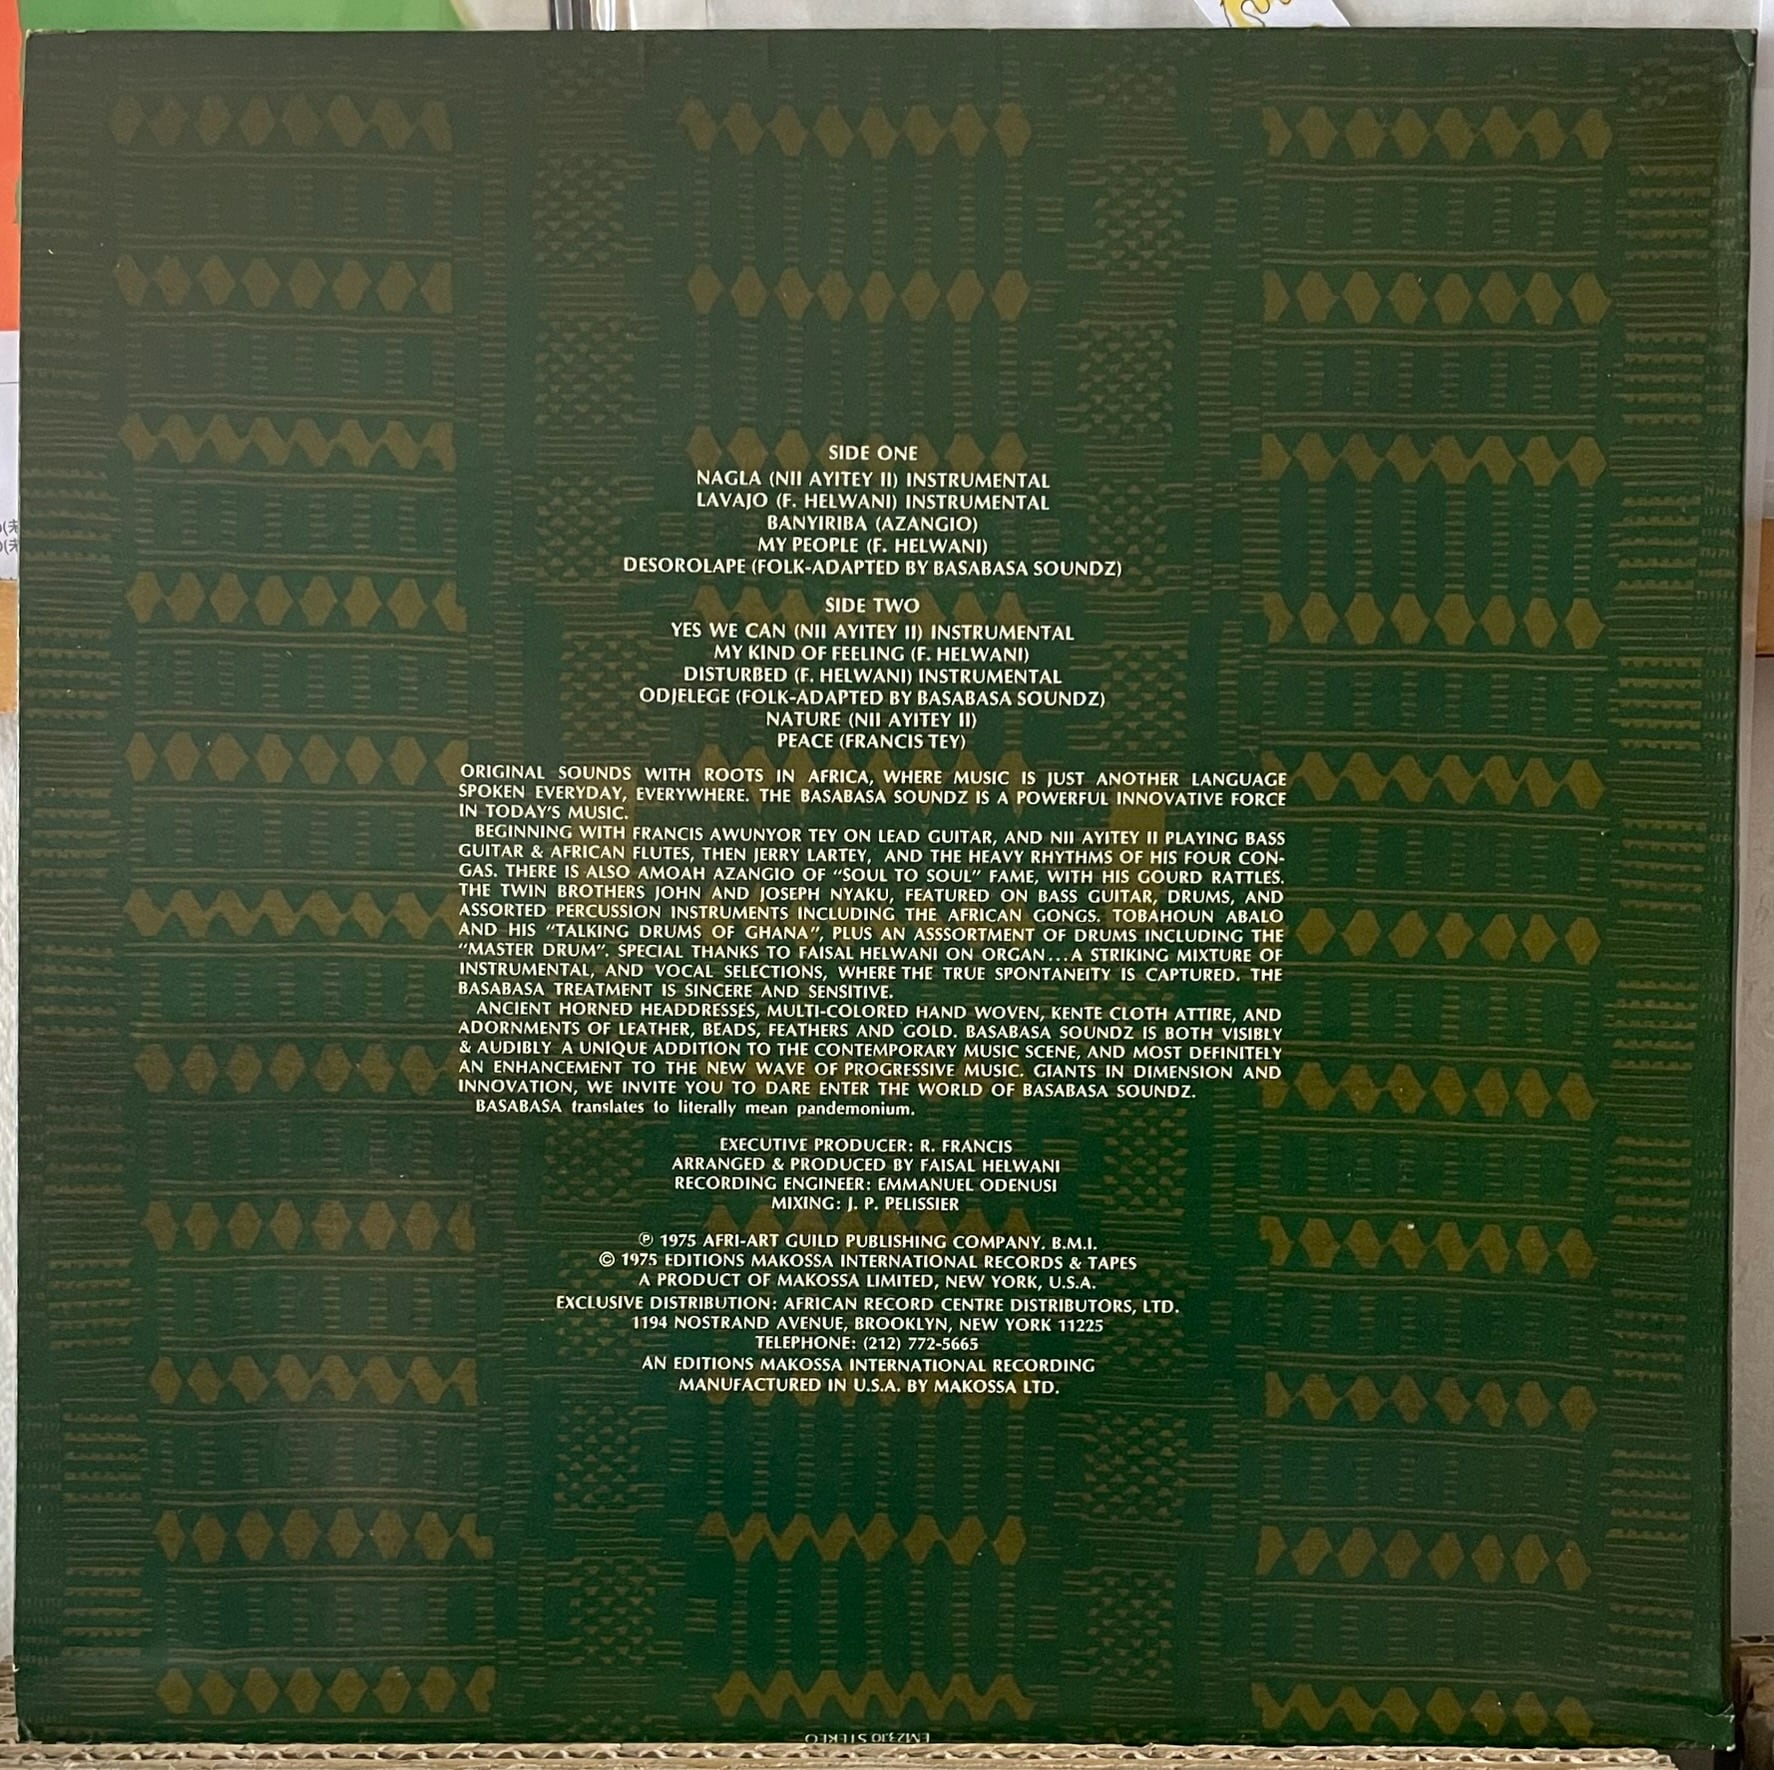 SIDE ONE
NAGLA (NII AYITEY II) INSTRUMENTAL
LAVAJO (F. HELWANI) INSTRUMENTAL
BANYIRIBA (AZANGIO)
MY PEOPLE (F. HELWANI)
DESOROLAPE (FOLK-ADAPTED BY BASABASA SOUNDZ)
SIDE TWO
YES WE CAN (NII AYITEY II) INSTRUMENTAL
MY KIND OF FEELING (F. HELWANI)
DISTURBED (F. HELWANI) INSTRUMENTAL
ODJELEGE (FOLK-ADAPTED BY BASABASA SOUNDZ)
NATURE (NII AYITEY II)
PEACE (FRANCIS TEY)
ORIGINAL SOUNDS WITH ROOTS IN AFRICA, WHERE MUSIC IS JUST ANOTHER LANGUAGE
SPOKEN EVERYDAY, EVERYWHERE. THE BASABASA SOUNDZ IS A POWERFUL INNOVATIVE FORCE
IN TODAY'S MUSIC.
BEGINNING WITH FRANCIS AWUNYOR TEY ON LEAD GUITAR, AND NII AYITEY II PLAYING BASS
GUITAR & AFRICAN FLUTES, THEN JERRY LARTEY, AND THE HEAVY RHYTHMS OF HIS FOUR CON-
GAS. THERE IS ALSO AMOAH AZANGIO OF "SOUL TO SOUL" FAME, WITH HIS GOURD RATTLES.
THE TWIN BROTHERS JOHN AND JOSEPH NYAKU, FEATURED ON BASS GUITAR, DRUMS, AND
ASSORTED PERCUSSION INSTRUMENTS INCLUDING THE AFRICAN GONGS. TOBAHOUN ABALO
AND HIS "TALKING DRUMS OF GHANA", PLUS AN ASSSORTMENT OF DRUMS INCLUDING THE
"MASTER DRUM". SPECIAL THANKS TO FAISAL HELWANI ON ORGAN...A STRIKING MIXTURE OF
INSTRUMENTAL, AND VOCAL SELECTIONS, WHERE THE TRUE SPONTANEITY IS CAPTURED. THE
BASABASA TREATMENT IS SINCERE AND SENSITIVE.
ANCIENT HORNED HEADDRESSES, MULTI-COLORED HAND WOVEN, KENTE CLOTH ATTIRE, AND
ADORNMENTS OF LEATHER, BEADS, FEATHERS AND GOLD. BASABASA SOUNDZ IS BOTH VISIBLY
& AUDIBLY A UNIQUE ADDITION TO THE CONTEMPORARY MUSIC SCENE, AND MOST DEFINITELY
AN ENHANCEMENT TO THE NEW WAVE OF PROGRESSIVE MUSIC. GIANTS IN DIMENSION AND
INNOVATION, WE INVITE YOU TO DARE ENTER THE WORLD OF BASABASA SOUNDZ.
BASABASA translates to literally mean pandemonium.
EXECUTIVE PRODUCER: R. FRANCIS
ARRANGED & PRODUCED BY FAISAL HELWANI
RECORDING ENGINEER: EMMANUEL ODENUSI
MIXING: J. P. PELISSIER
℗ 1975 AFRI-ART GUILD PUBLISHING COMPANY. B.M.I.
© 1975 EDITIONS MAKOSSA INTERNATIONAL RECORDS & TAPES
A PRODUCT OF MAKOSSA LIMITED, NEW YORK, U.S.A.
EXCLUSIVE DISTRIBUTION: AFRICAN RECORD CENTRE DISTRIBUTORS, LTD.
1194 NOSTRAND AVENUE, BROOKLYN, NEW YORK 11225
TELEPHONE: (212) 772-5665
AN EDITIONS MAKOSSA INTERNATIONAL RECORDING
MANUFACTURED IN U.S.A. BY MAKOSSA LTD.
EM2310 STEREO